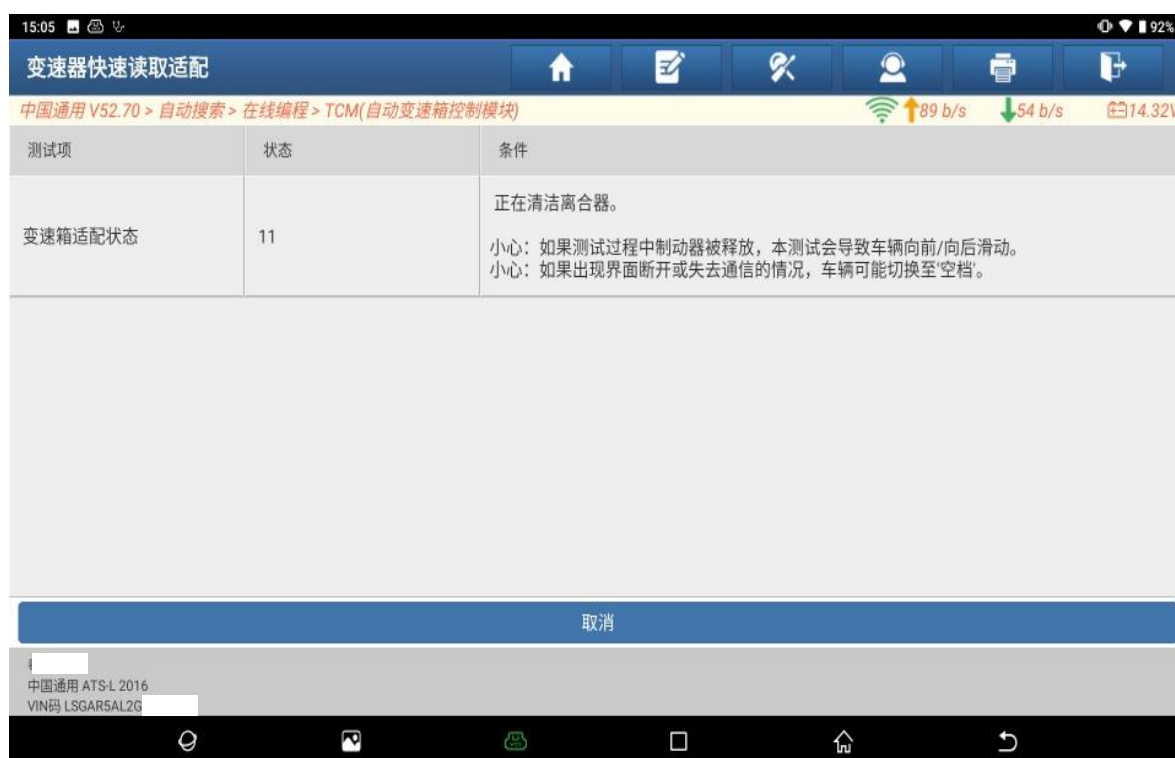 15:05
92%
变速器快速读取适配
中国通用 V52.70 > 自动搜索 > 在线编程 > TCM(自动变速箱控制模块)
89 b/s
54 b/s
14.32V
测试项
状态
条件
变速箱适配状态
11
正在清洁离合器。
小心：如果测试过程中制动器被释放，本测试会导致车辆向前/向后滑动。
小心：如果出现界面断开或失去通信的情况，车辆可能切换至'空档'。
取消
中国通用 ATS-L 2016
VIN码 LSGAR5AL2G